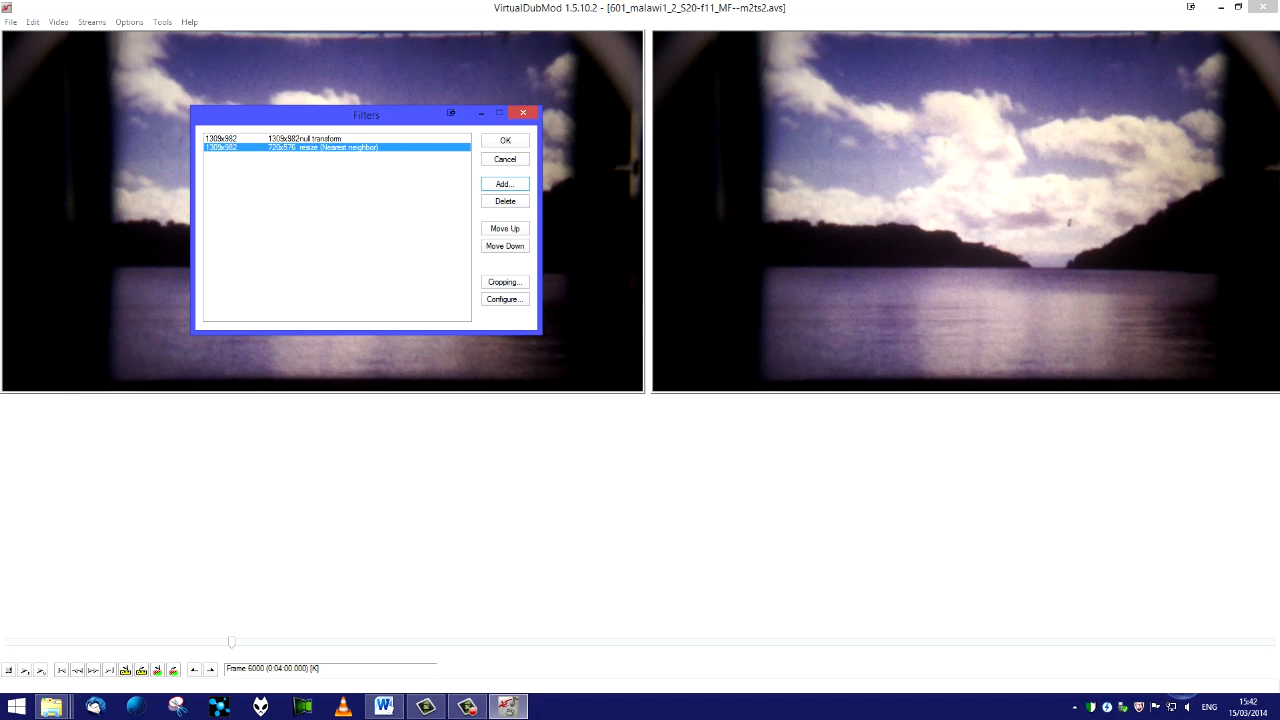 VirtualDubMod 1.5.10.2 - [601_malawi1_2_S20-f11_MF--m2ts2.avs]
File Edit Video Streams Options Tools Help
Filters
1309x982 1309x982 null transform
1309x982 720x576 resize (Nearest neighbor)
OK
Cancel
Add...
Delete
Move Up
Move Down
Cropping...
Configure...
Frame 6000 (0:04:00.000) [K]
ENG
15:42
15/03/2014